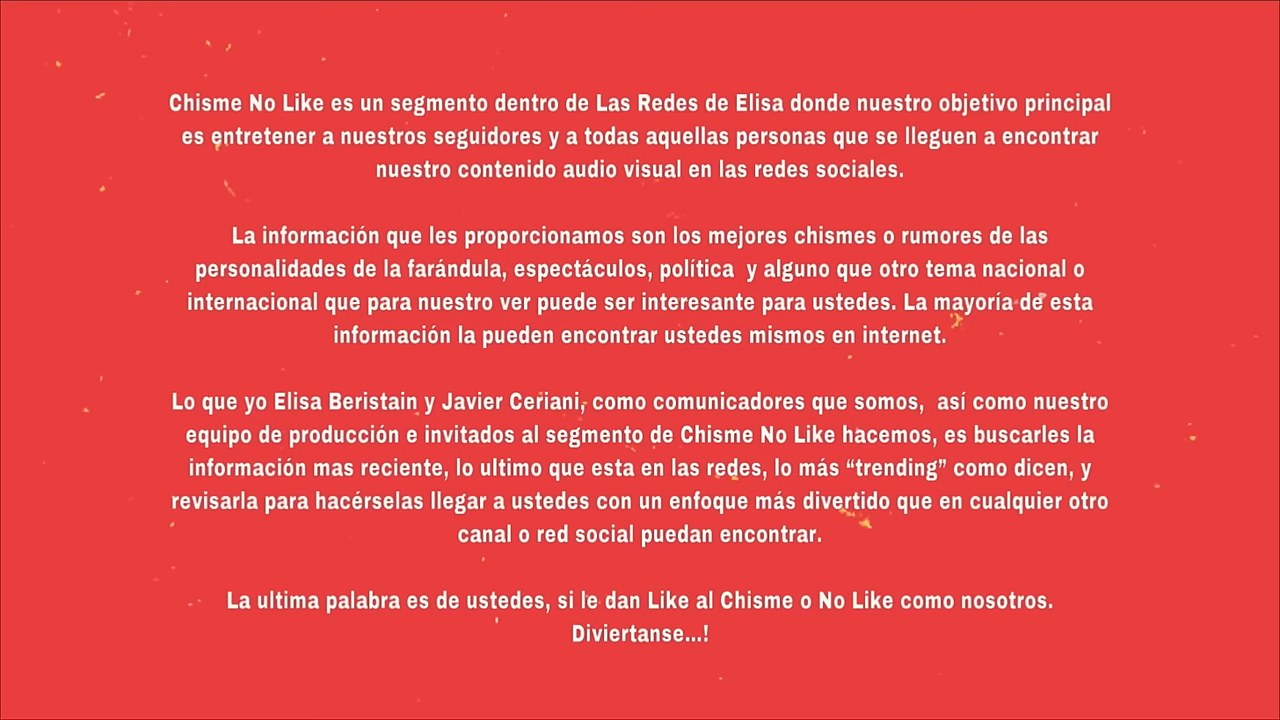 Chisme No Like es un segmento dentro de Las Redes de Elisa donde nuestro objetivo principal
es entretener a nuestros seguidores y a todas aquellas personas que se lleguen a encontrar
nuestro contenido audio visual en las redes sociales.
La información que les proporcionamos son los mejores chismes o rumores de las
personalidades de la farándula, espectáculos, política  y alguno que otro tema nacional o
internacional que para nuestro ver puede ser interesante para ustedes. La mayoría de esta
información la pueden encontrar ustedes mismos en internet.
Lo que yo Elisa Beristain y Javier Ceriani, como comunicadores que somos,  así como nuestro
equipo de producción e invitados al segmento de Chisme No Like hacemos, es buscarles la
información mas reciente, lo ultimo que esta en las redes, lo más “trending” como dicen, y
revisarla para hacérselas llegar a ustedes con un enfoque más divertido que en cualquier otro
canal o red social puedan encontrar.
La ultima palabra es de ustedes, si le dan Like al Chisme o No Like como nosotros.
Diviertanse...!